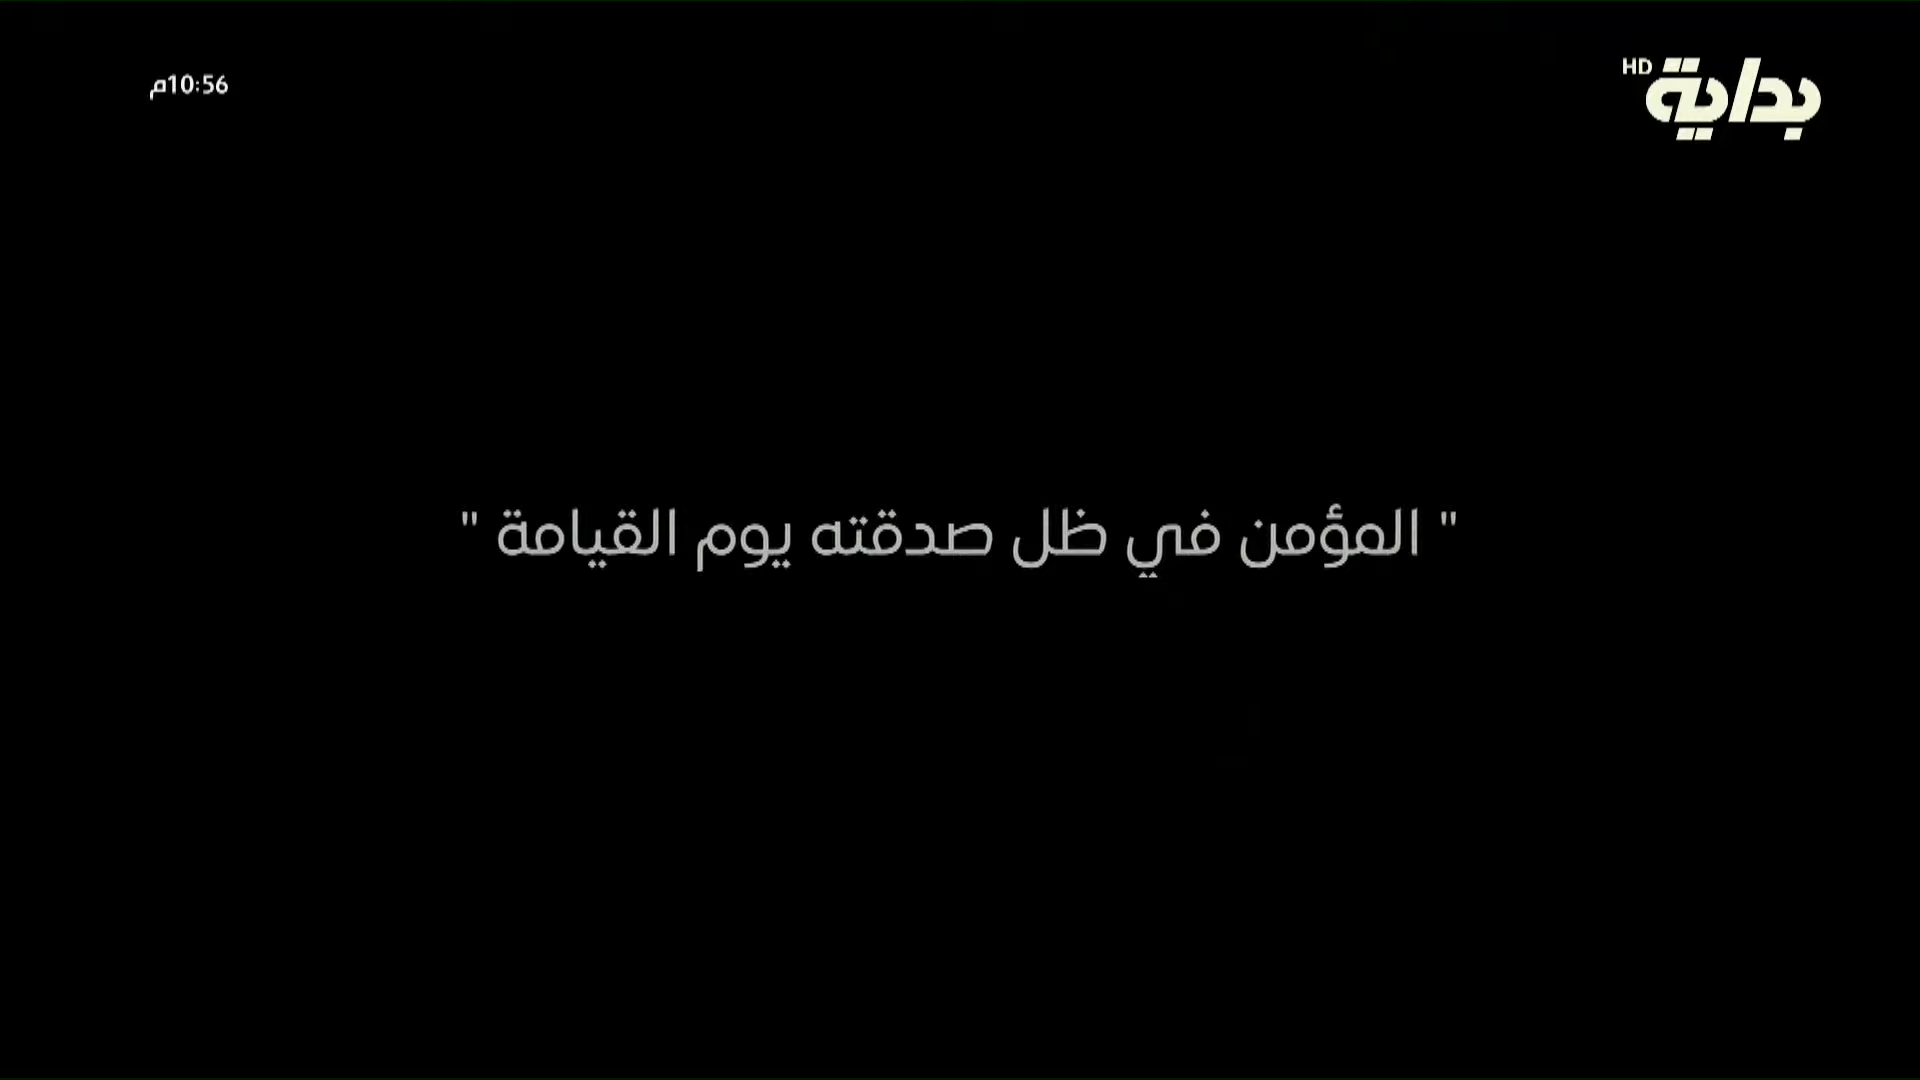 بداية HD
10:56م
" المؤمن في ظل صدقته يوم القيامة "